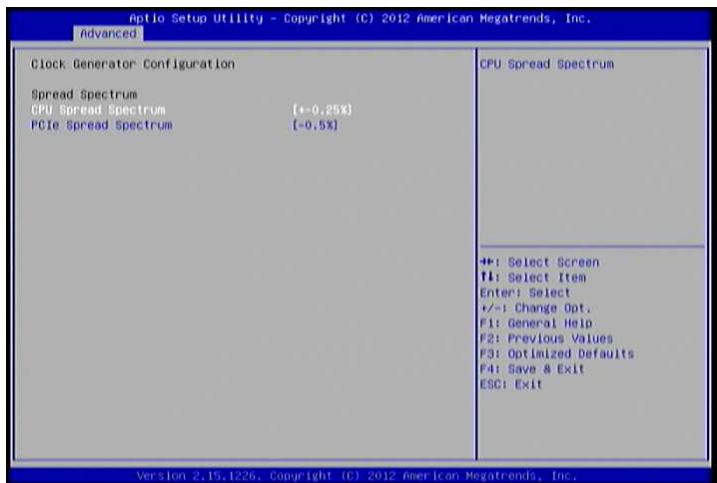 Aptio Setup Utility - Copyright (C) 2012 American Megatrends, Inc.
Advanced
Clock Generator Configuration
Spread Spectrum
CPU Spread Spectrum [+-0.25%]
PCIe Spread Spectrum [-0.5%]
CPU Spread Spectrum
→←: Select Screen
↑↓: Select Item
Enter: Select
+/-: Change Opt.
F1: General Help
F2: Previous Values
F3: Optimized Defaults
F4: Save & Exit
ESC: Exit
Version 2.15.1226. Copyright (C) 2012 American Megatrends, Inc.